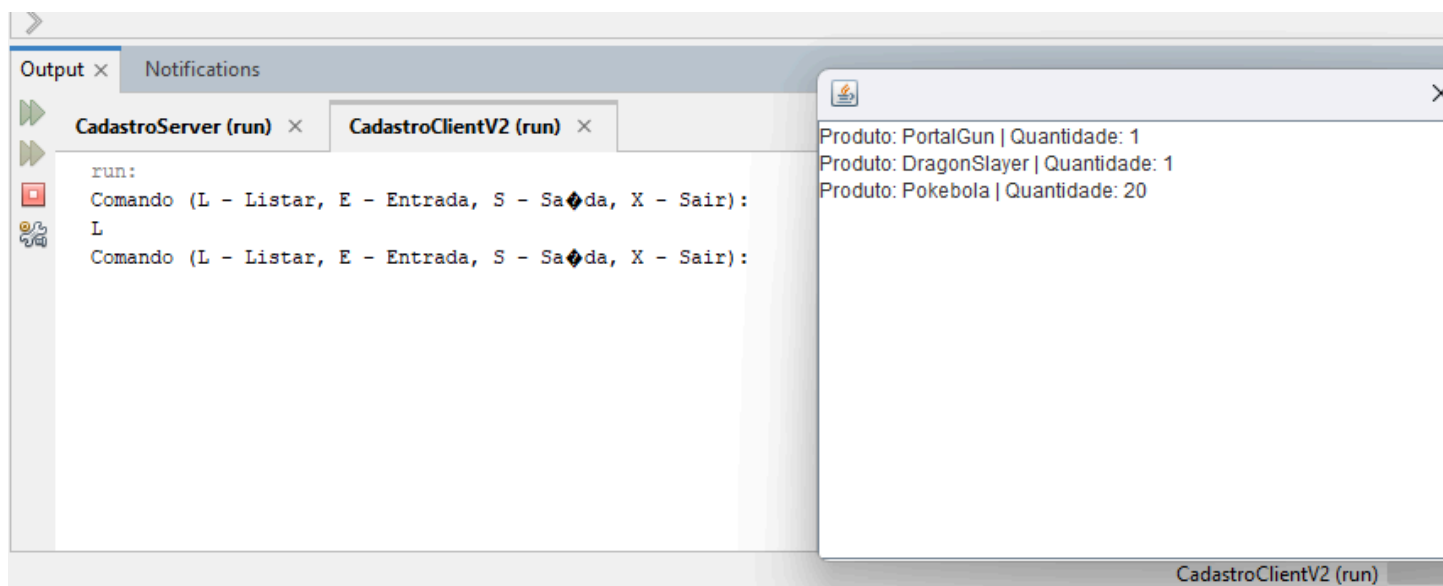 Output × Notifications
CadastroServer (run) × CadastroClientV2 (run) ×
run:
Comando (L - Listar, E - Entrada, S - Sa�da, X - Sair):
L
Comando (L - Listar, E - Entrada, S - Sa�da, X - Sair):
Produto: PortalGun | Quantidade: 1
Produto: DragonSlayer | Quantidade: 1
Produto: Pokebola | Quantidade: 20
CadastroClientV2 (run)